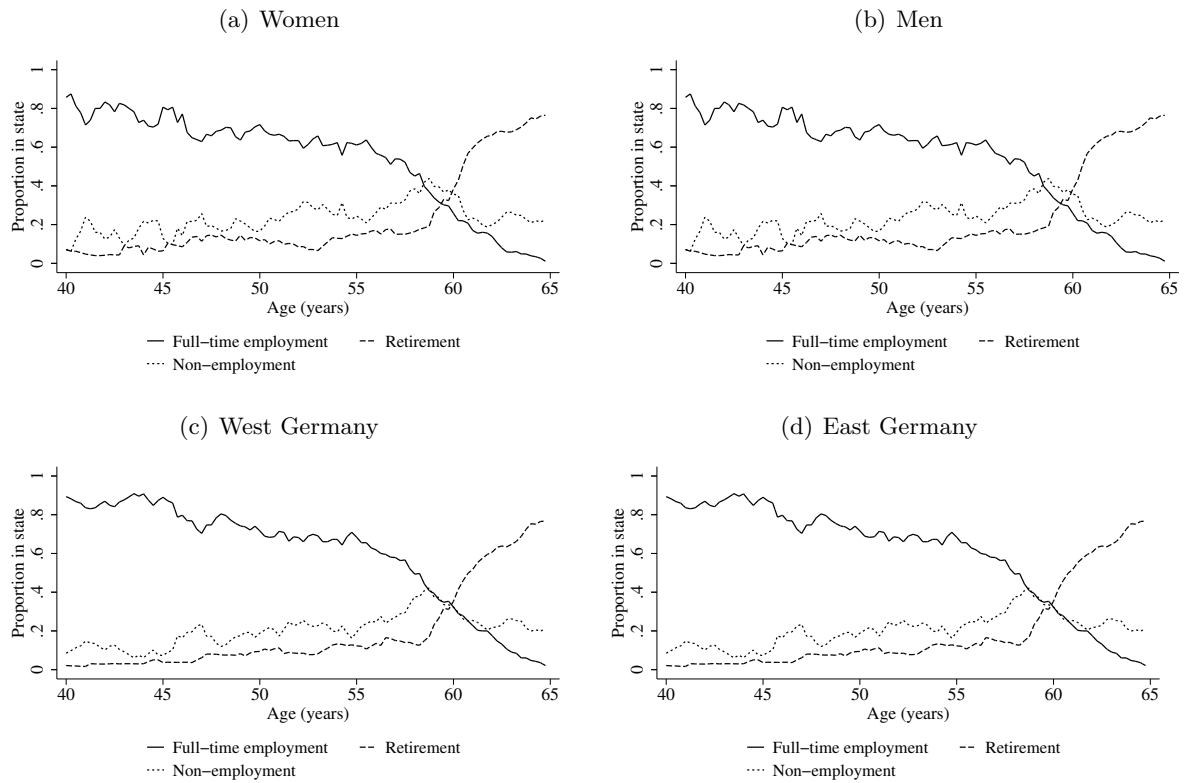 (a) Women
(b) Men
Proportion in state
0 .2 .4 .6 .8 1
40 45 50 55 60 65
Age (years)
Full−time employment Retirement
Non−employment
Proportion in state
0 .2 .4 .6 .8 1
40 45 50 55 60 65
Age (years)
Full−time employment Retirement
Non−employment
(c) West Germany
(d) East Germany
Proportion in state
0 .2 .4 .6 .8 1
40 45 50 55 60 65
Age (years)
Full−time employment Retirement
Non−employment
Proportion in state
0 .2 .4 .6 .8 1
40 45 50 55 60 65
Age (years)
Full−time employment Retirement
Non−employment